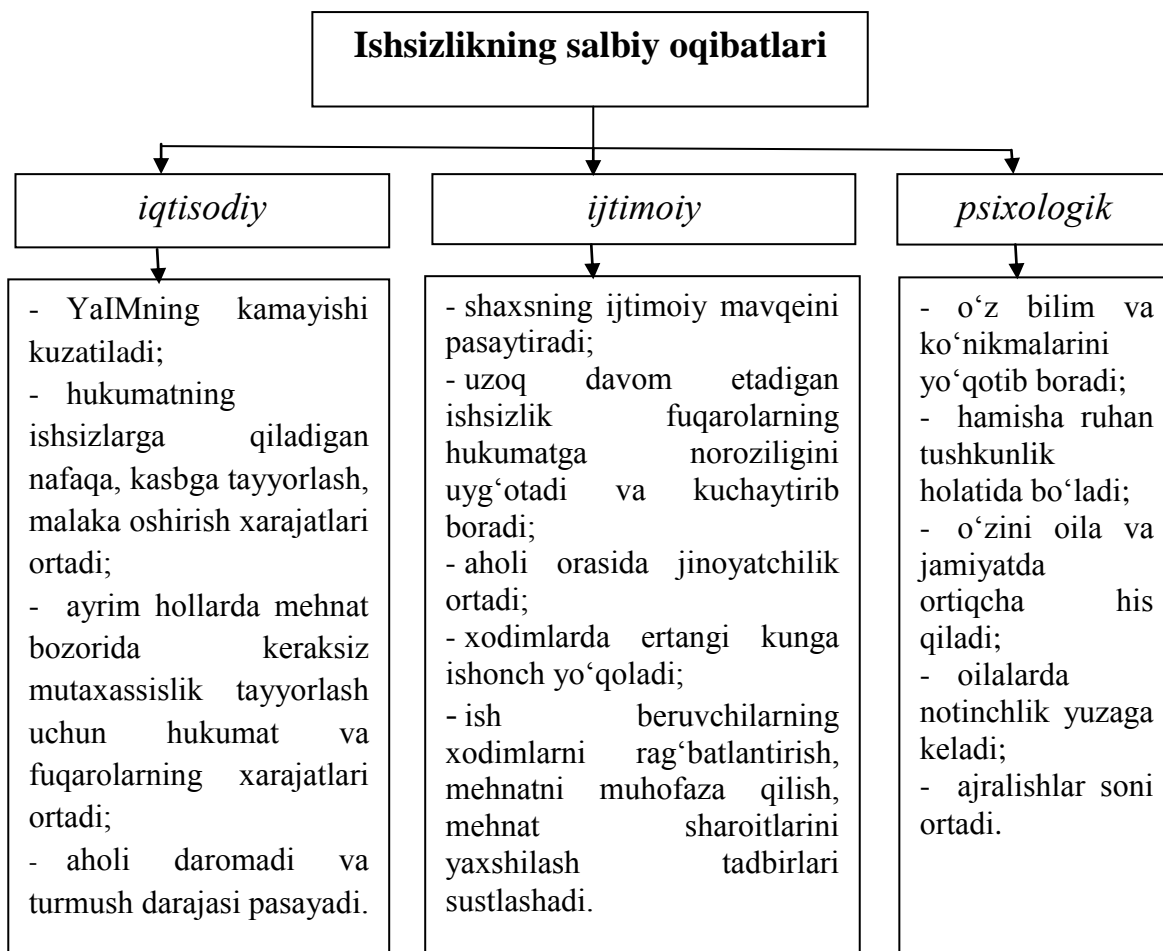 Ishsizlikning salbiy oqibatlari
iqtisodiy
- YaIMning kamayishi
kuzatiladi;
- hukumatning
ishsizlarga qiladigan
nafaqa, kasbga tayyorlash,
malaka oshirish xarajatlari
ortadi;
- ayrim hollarda mehnat
bozorida keraksiz
mutaxassislik tayyorlash
uchun hukumat va
fuqarolarning xarajatlari
ortadi;
- aholi daromadi va
turmush darajasi pasayadi.
ijtimoiy
- shaxsning ijtimoiy mavqeini
pasaytiradi;
- uzoq davom etadigan
ishsizlik fuqarolarning
hukumatga noroziligini
uyg‘otadi va kuchaytirib
boradi;
- aholi orasida jinoyatchilik
ortadi;
- xodimlarda ertangi kunga
ishonch yo‘qoladi;
- ish beruvchilarning
xodimlarni rag‘batlantirish,
mehnatni muhofaza qilish,
mehnat sharoitlarini
yaxshilash tadbirlari
sustlashadi.
psixologik
- o‘z bilim va
ko‘nikmalarini
yo‘qotib boradi;
- hamisha ruhan
tushkunlik
holatida bo‘ladi;
- o‘zini oila va
jamiyatda
ortiqcha his
qiladi;
- oilalarda
notinchlik yuzaga
keladi;
- ajralishlar soni
ortadi.